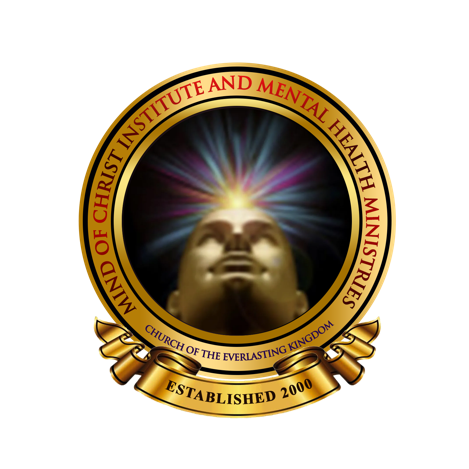 MIND OF CHRIST INSTITUTE AND MENTAL HEALTH MINISTRIES
CHURCH OF THE EVERLASTING KINGDOM
ESTABLISHED 2000